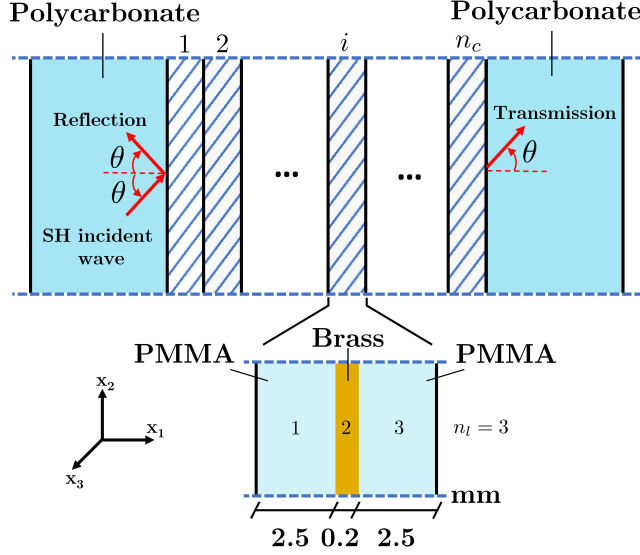 Polycarbonate
Polycarbonate
1 2 i n_c
Reflection
Transmission
θ
θ
θ
SH incident
wave
...
...
Brass
PMMA
PMMA
x₂
x₁
x₃
1 2 3
n_l = 3
mm
2.5 0.2 2.5